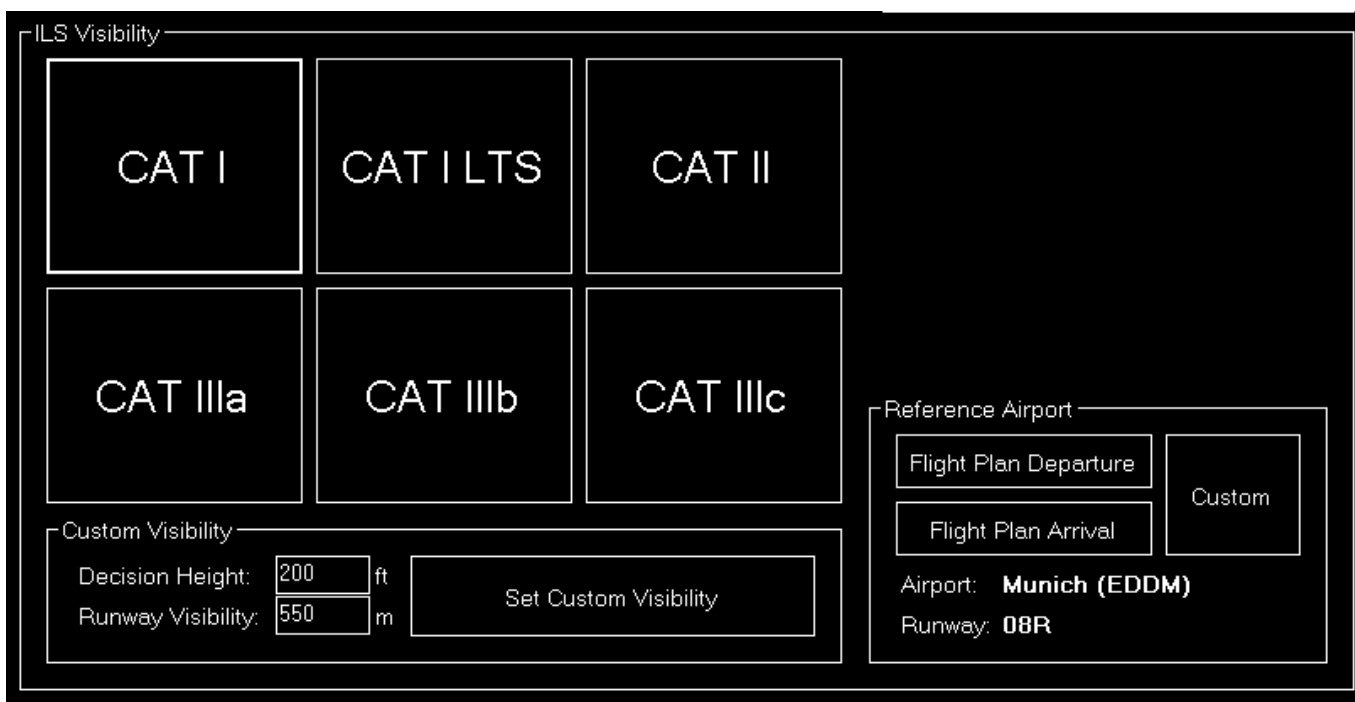 ILS Visibility
CAT I
CAT I LTS
CAT II
CAT IIIa
CAT IIIb
CAT IIIc
Custom Visibility
Decision Height: 200 ft
Runway Visibility: 550 m
Set Custom Visibility
Reference Airport
Flight Plan Departure
Flight Plan Arrival
Custom
Airport: Munich (EDDM)
Runway: 08R